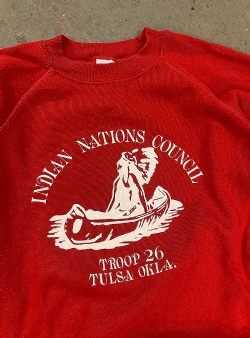 INDIAN NATIONS COUNCIL
TROOP 26
TULSA OKLA.